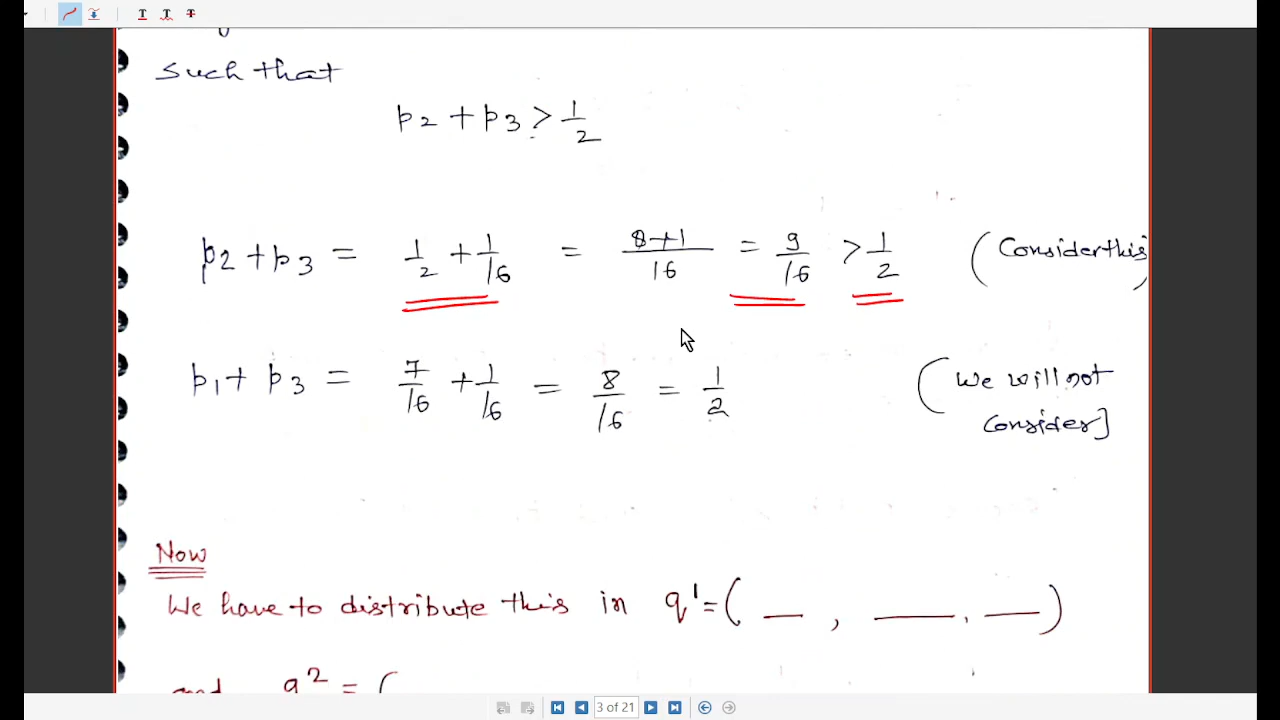 such that
p2 + p3 > 1/2
p2 + p3 = 1/2 + 1/16 = 8+1/16 = 9/16 > 1/2 (Consider this)
p1 + p3 = 7/16 + 1/16 = 8/16 = 1/2 (We will not
Consider]
Now
We have to distribute this in q¹ = ( __ , __ , __ )
and q² = (
3 of 21